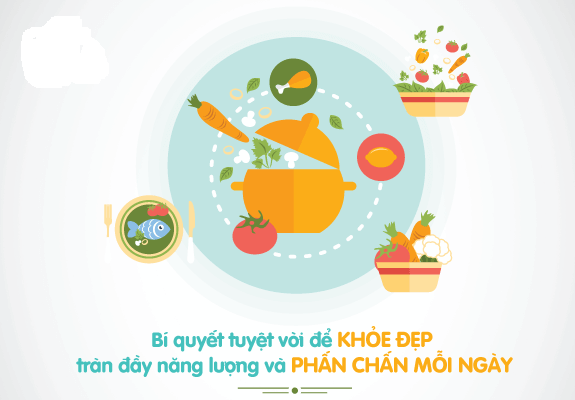 Bí quyết tuyệt vời để KHỎE ĐẸP
tràn đầy năng lượng và PHẤN CHẤN MỖI NGÀY